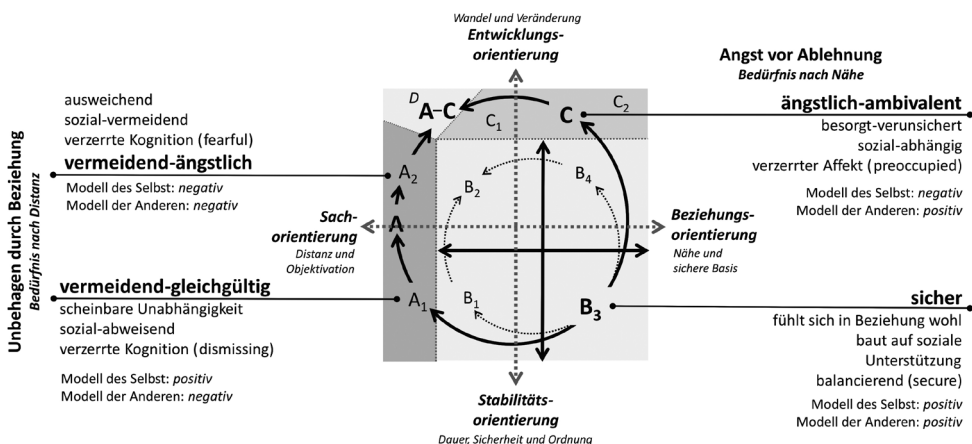 Wandel und Veränderung
Entwicklungs-
orientierung
Angst vor Ablehnung
Bedürfnis nach Nähe
Unbehagen durch Beziehung
Bedürfnis nach Distanz
ausweichend
sozial-vermeidend
verzerrte Kognition (fearful)
vermeidend-ängstlich
Modell des Selbst: negativ
Modell der Anderen: negativ
vermeidend-gleichgültig
scheinbare Unabhängigkeit
sozial-abweisend
verzerrte Kognition (dismissing)
Modell des Selbst: positiv
Modell der Anderen: negativ
Sach-
orientierung
Distanz und
Objektivation
D
A–C
C1
C
C2
A2
B2
B4
A
A1
B1
B3
Beziehungs-
orientierung
Nähe und
sichere Basis
ängstlich-ambivalent
besorgt-verunsichert
sozial-abhängig
verzerrter Affekt (preoccupied)
Modell des Selbst: negativ
Modell der Anderen: positiv
sicher
fühlt sich in Beziehung wohl
baut auf soziale
Unterstützung
balancierend (secure)
Modell des Selbst: positiv
Modell der Anderen: positiv
Stabilitäts-
orientierung
Dauer, Sicherheit und Ordnung